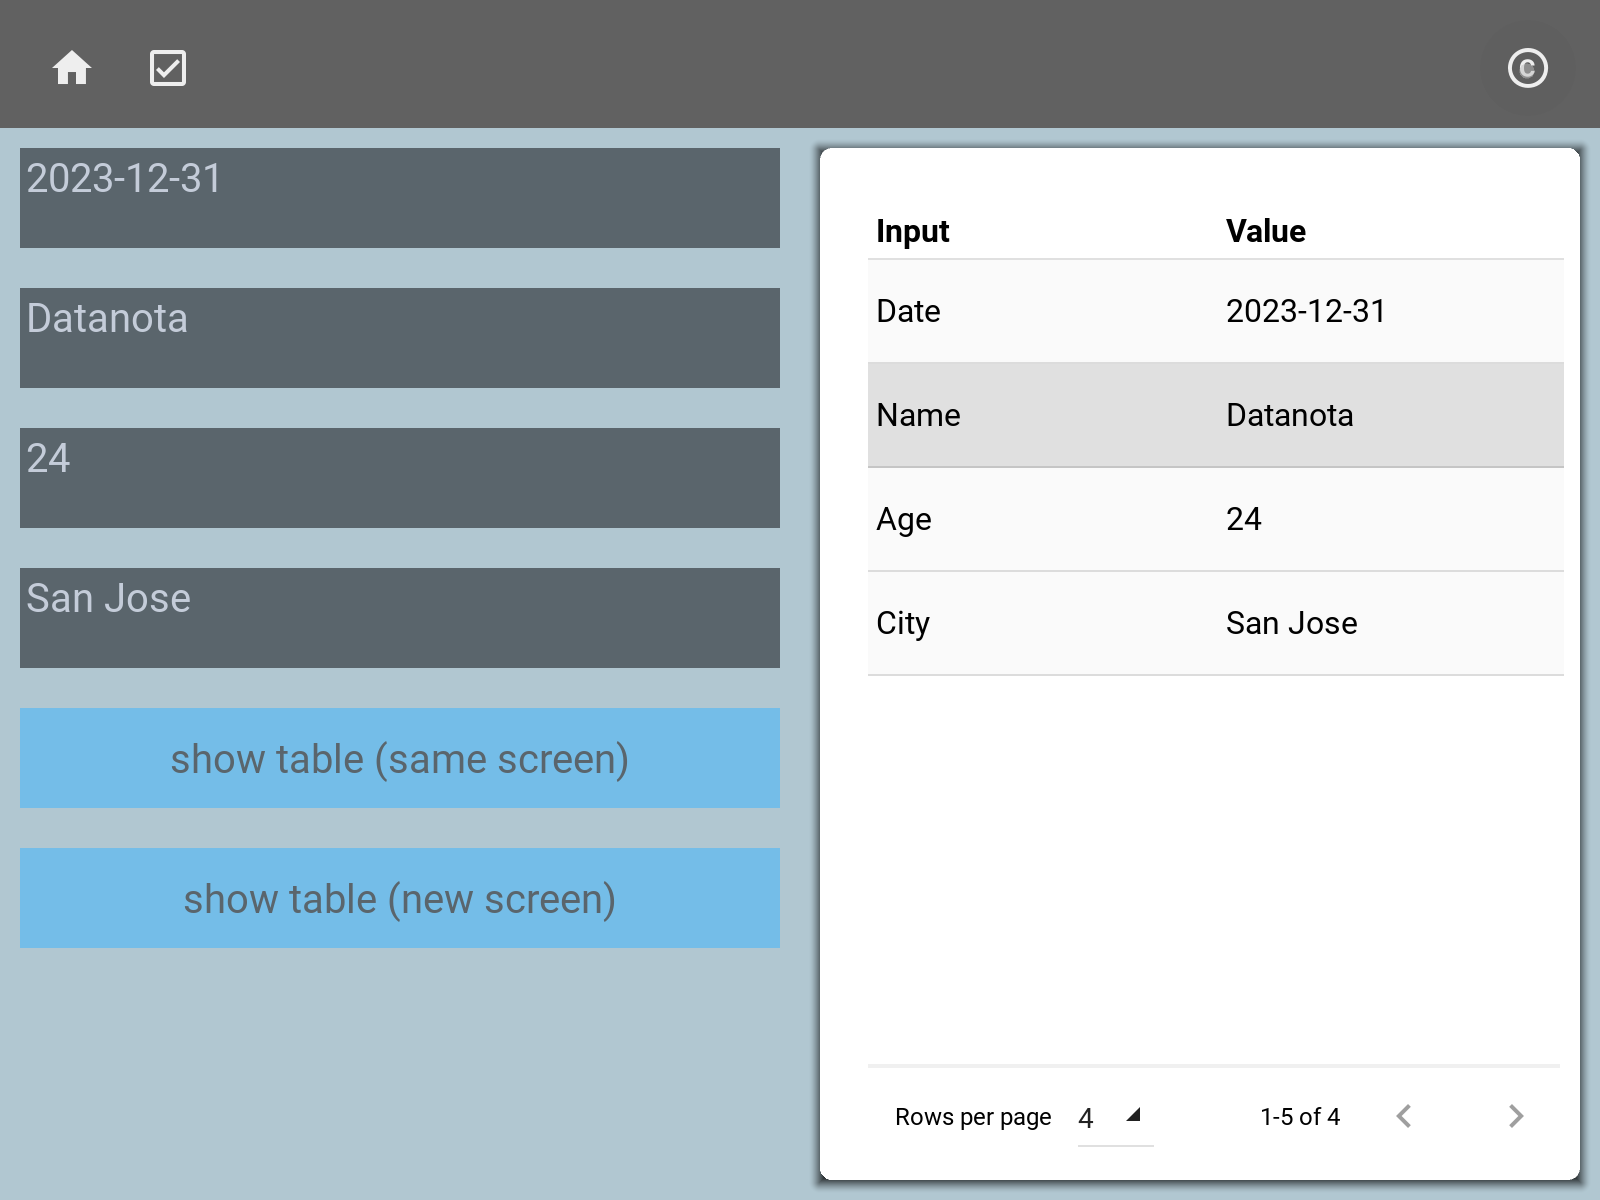 ©
2023-12-31
Datanota
24
San Jose
show table (same screen)
show table (new screen)
Input Value
Date 2023-12-31
Name Datanota
Age 24
City San Jose
Rows per page 4 1-5 of 4